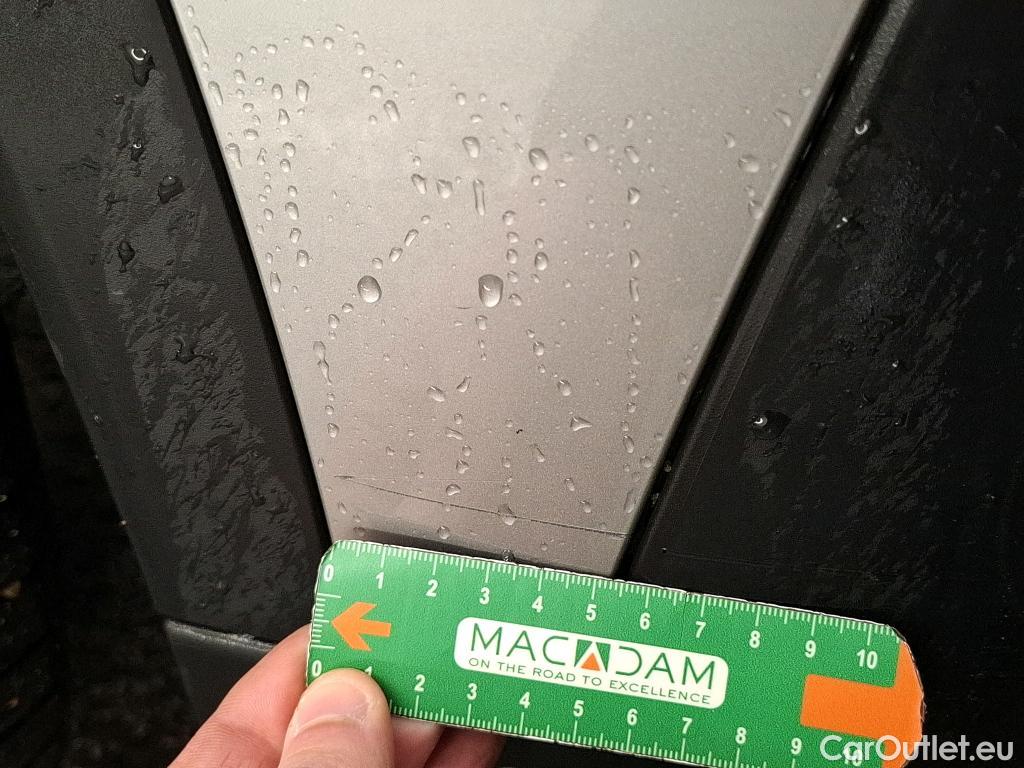 0 1 2 3 4 5 6 7 8 9 10
MACADAM
ON THE ROAD TO EXCELLENCE
0 1 2 3 4 5 6 7 8 9 10
CarOutlet.eu